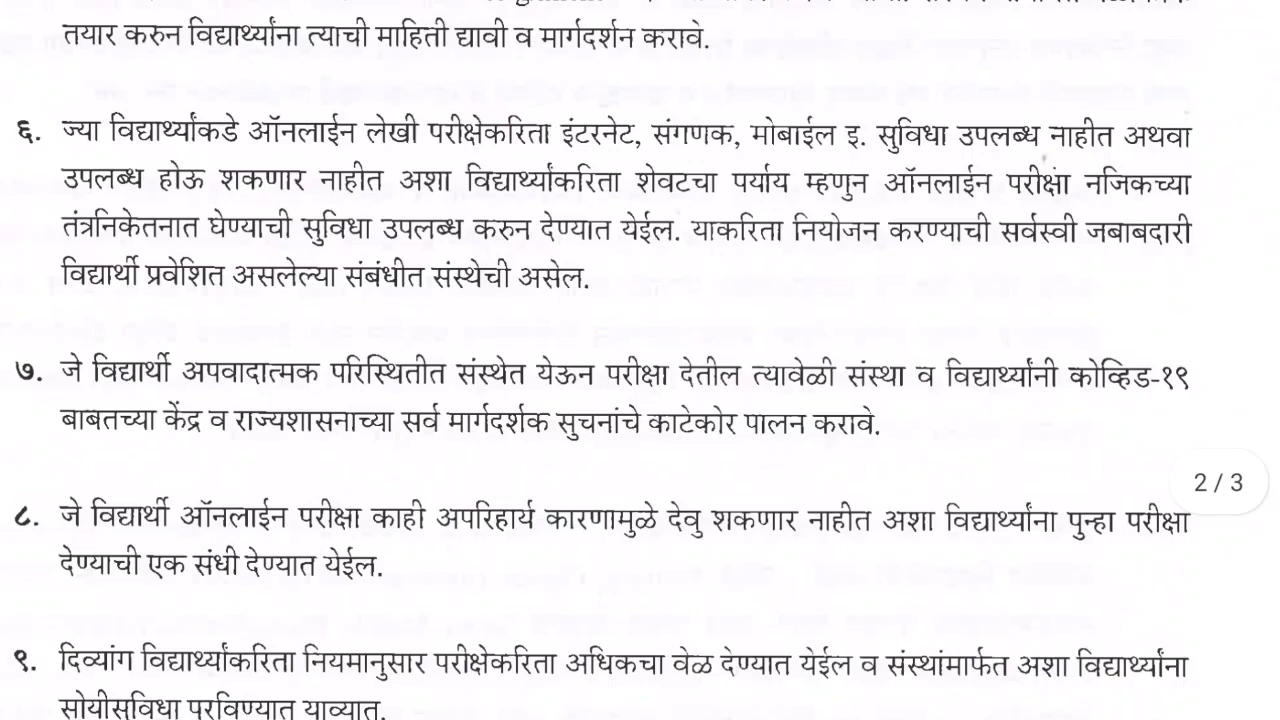 तयार करुन विद्यार्थ्यांना त्याची माहिती द्यावी व मार्गदर्शन करावे.
६. ज्या विद्यार्थ्यांकडे ऑनलाईन लेखी परीक्षेकरिता इंटरनेट, संगणक, मोबाईल इ. सुविधा उपलब्ध नाहीत अथवा
उपलब्ध होऊ शकणार नाहीत अशा विद्यार्थ्यांकरिता शेवटचा पर्याय म्हणुन ऑनलाईन परीक्षा नजिकच्या
तंत्रनिकेतनात घेण्याची सुविधा उपलब्ध करुन देण्यात येईल. याकरिता नियोजन करण्याची सर्वस्वी जबाबदारी
विद्यार्थी प्रवेशित असलेल्या संबंधीत संस्थेची असेल.
७. जे विद्यार्थी अपवादात्मक परिस्थितीत संस्थेत येऊन परीक्षा देतील त्यावेळी संस्था व विद्यार्थ्यांनी कोव्हिड-१९
बाबतच्या केंद्र व राज्यशासनाच्या सर्व मार्गदर्शक सुचनांचे काटेकोर पालन करावे.
2 / 3
८. जे विद्यार्थी ऑनलाईन परीक्षा काही अपरिहार्य कारणामुळे देवु शकणार नाहीत अशा विद्यार्थ्यांना पुन्हा परीक्षा
देण्याची एक संधी देण्यात येईल.
९. दिव्यांग विद्यार्थ्यांकरिता नियमानुसार परीक्षेकरिता अधिकचा वेळ देण्यात येईल व संस्थांमार्फत अशा विद्यार्थ्यांना
सोयीसुविधा पुरविण्यात याव्यात.